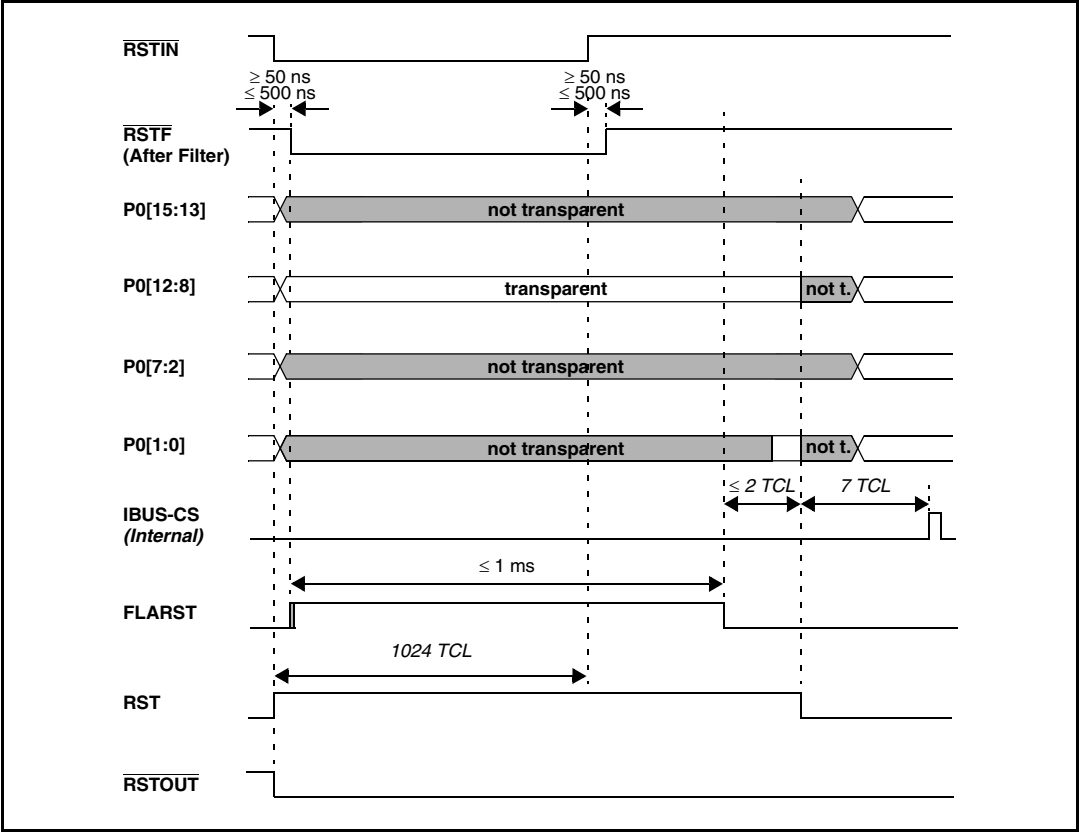 RSTIN
≥ 50 ns ≥ 50 ns
≤ 500 ns ≤ 500 ns
RSTF
(After Filter)
P0[15:13] not transparent
P0[12:8] transparent not t.
P0[7:2] not transparent
P0[1:0] not transparent not t.
≤ 2 TCL 7 TCL
IBUS-CS
(Internal)
≤ 1 ms
FLARST
1024 TCL
RST
RSTOUT